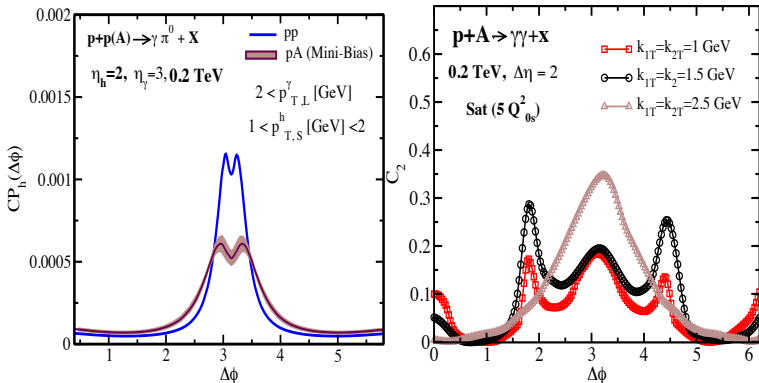 0.002
0.0015
0.001
0.0005
0
CP_h(Δϕ)
p+p(A)→γ π⁰ + X
η_h=2, η_γ=3, 0.2 TeV
pp
pA (Mini-Bias)
2 < p^γ_T,L [GeV]
1 < p^h_T,S [GeV] <2
1 2 3 4 5
Δϕ
0.5
0.4
0.3
0.2
0.1
0
C_2
p+A→γγ+x
0.2 TeV, Δη = 2
Sat (5 Q²_0s)
k_1T=k_2T=1 GeV
k_1T=k_2=1.5 GeV
k_1T=k_2T=2.5 GeV
0 1 2 3 4 5 6
Δϕ